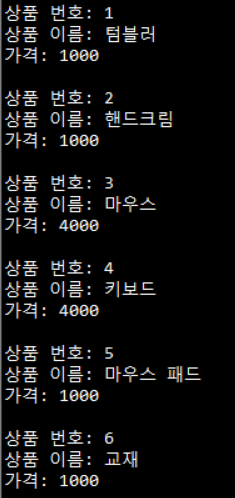 상품 번호: 1
상품 이름: 텀블러
가격: 1000
상품 번호: 2
상품 이름: 핸드크림
가격: 1000
상품 번호: 3
상품 이름: 마우스
가격: 4000
상품 번호: 4
상품 이름: 키보드
가격: 4000
상품 번호: 5
상품 이름: 마우스 패드
가격: 1000
상품 번호: 6
상품 이름: 교재
가격: 1000